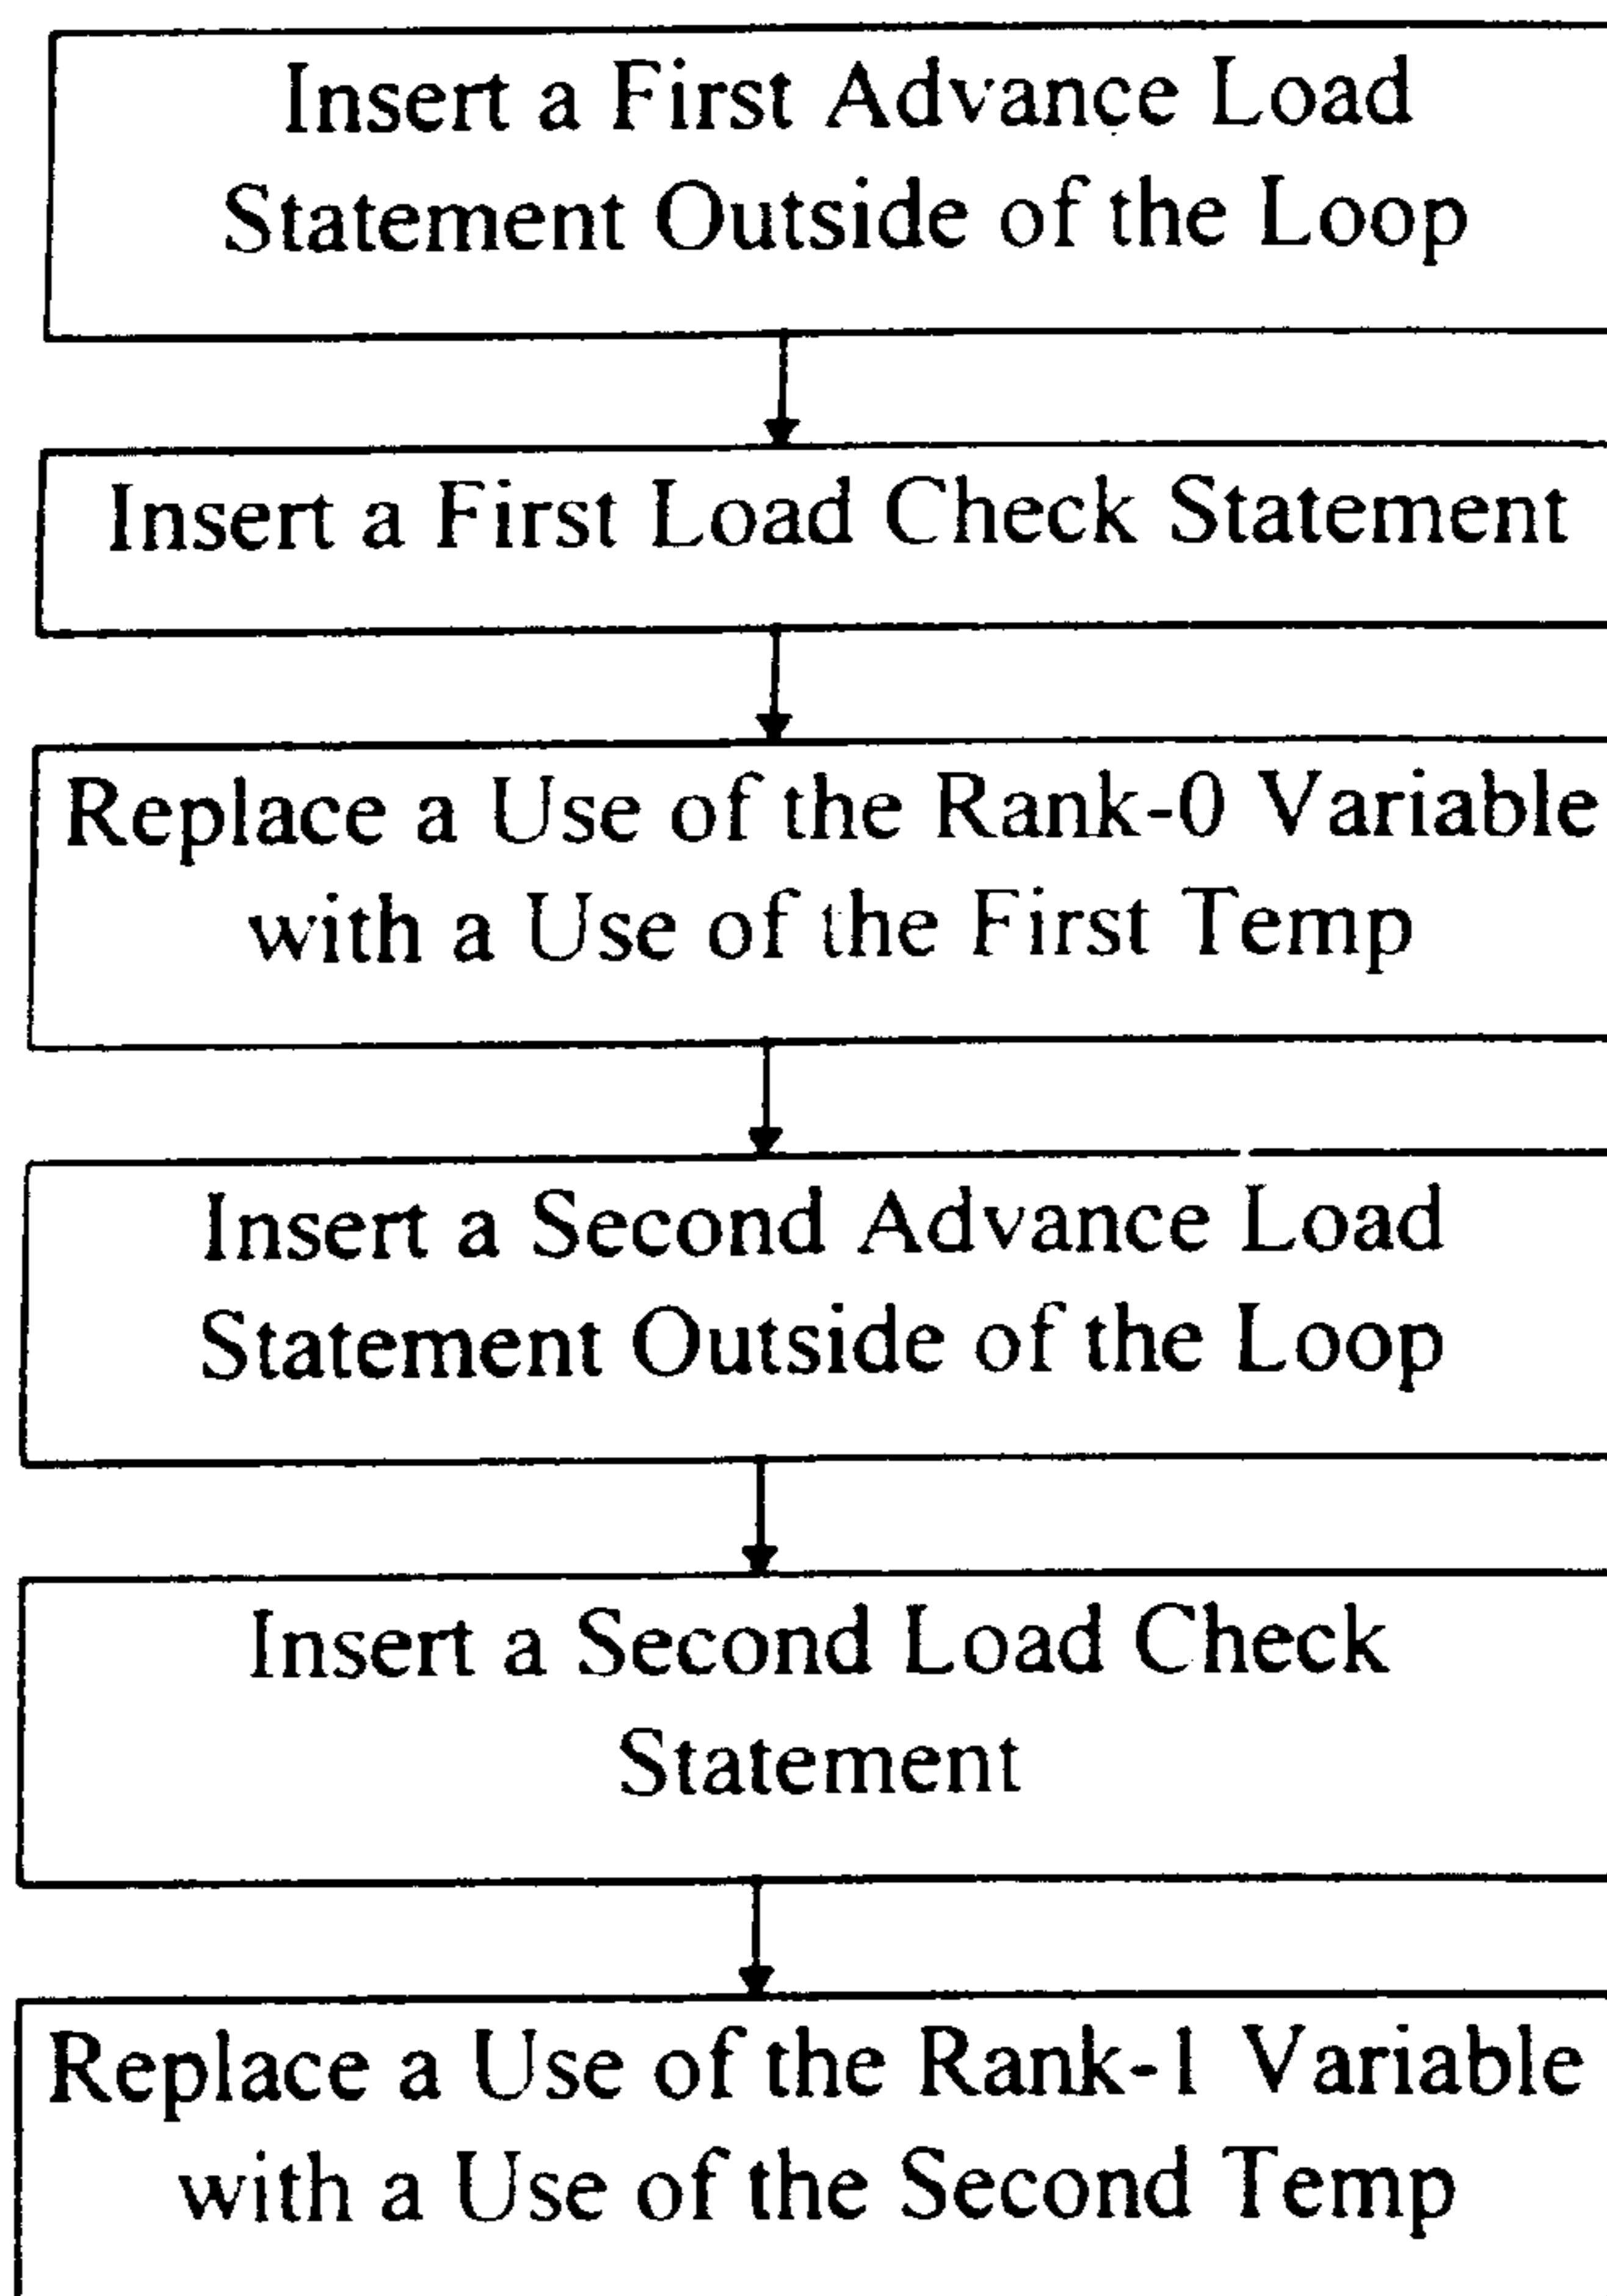 Insert a First Advance Load
Statement Outside of the Loop
Insert a First Load Check Statement
Replace a Use of the Rank-0 Variable
with a Use of the First Temp
Insert a Second Advance Load
Statement Outside of the Loop
Insert a Second Load Check
Statement
Replace a Use of the Rank-1 Variable
with a Use of the Second Temp